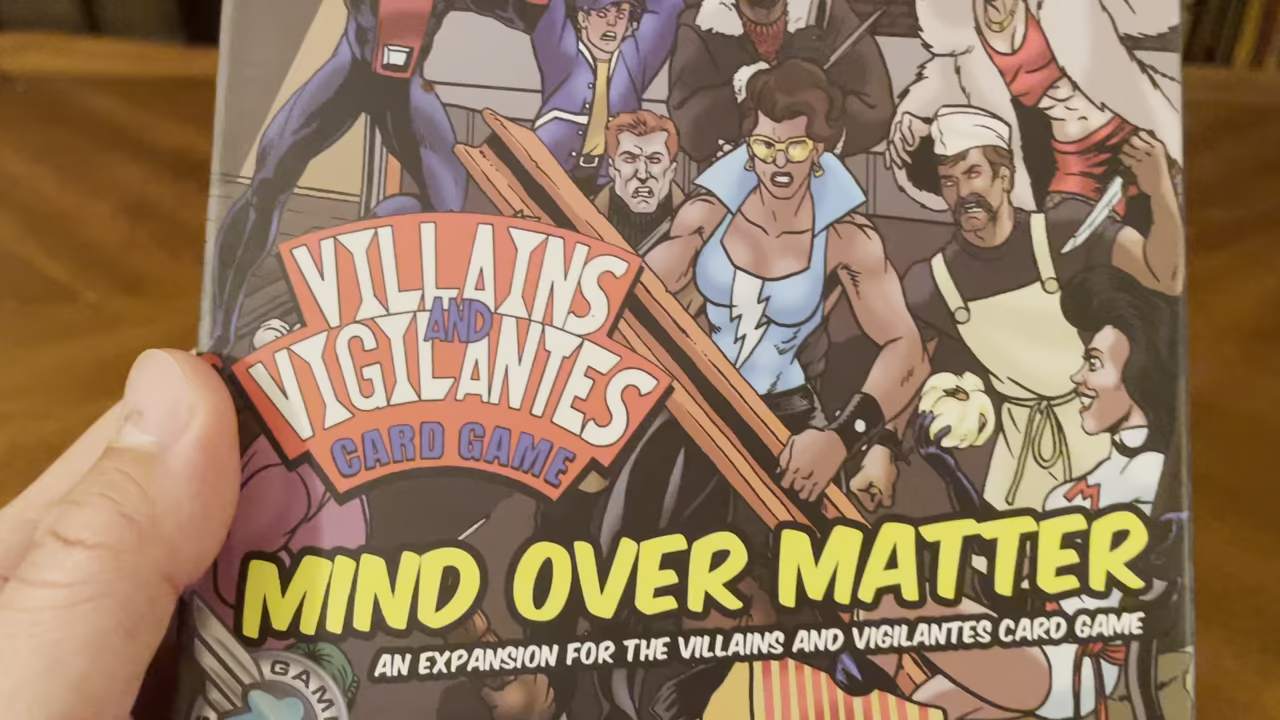 VILLAINS
AND
VIGILANTES
CARD GAME
MIND OVER MATTER
AN EXPANSION FOR THE VILLAINS AND VIGILANTES CARD GAME